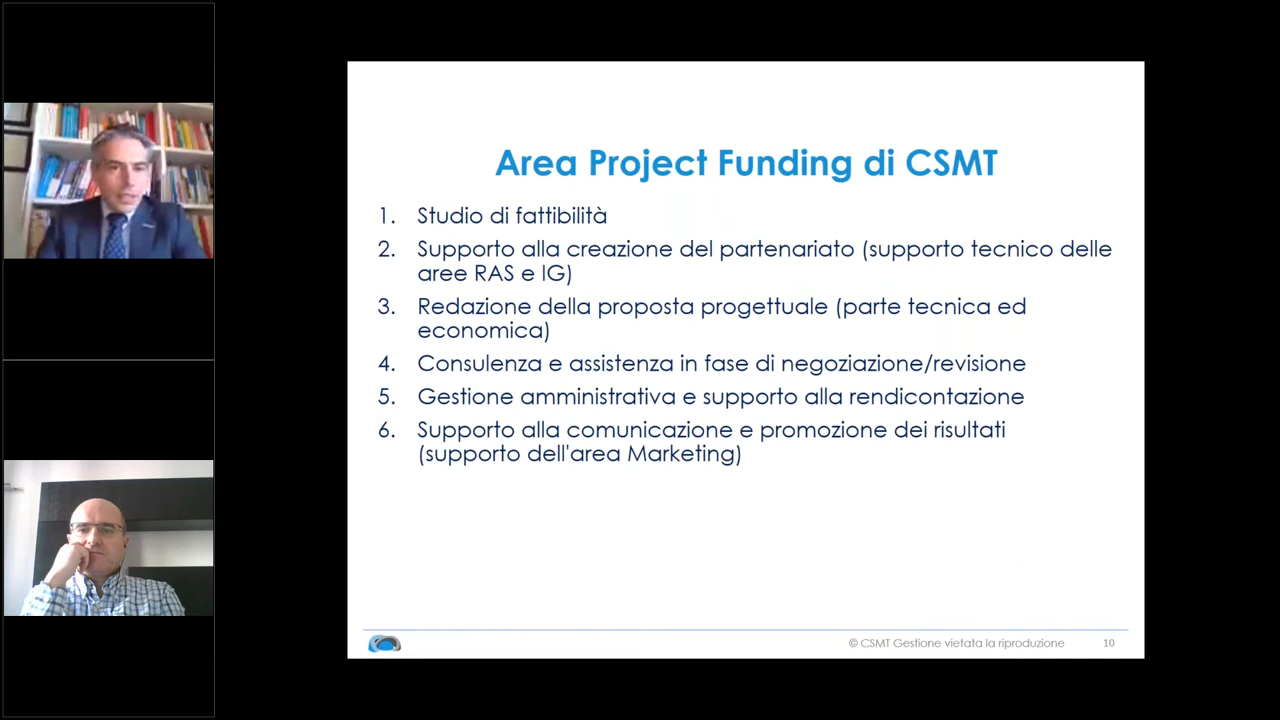 Area Project Funding di CSMT
1. Studio di fattibilità
2. Supporto alla creazione del partenariato (supporto tecnico delle
aree RAS e IG)
3. Redazione della proposta progettuale (parte tecnica ed
economica)
4. Consulenza e assistenza in fase di negoziazione/revisione
5. Gestione amministrativa e supporto alla rendicontazione
6. Supporto alla comunicazione e promozione dei risultati
(supporto dell'area Marketing)
© CSMT Gestione vietata la riproduzione 10